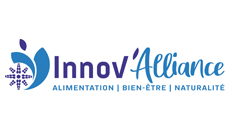 Innov'Alliance
ALIMENTATION | BIEN-ÊTRE | NATURALITÉ